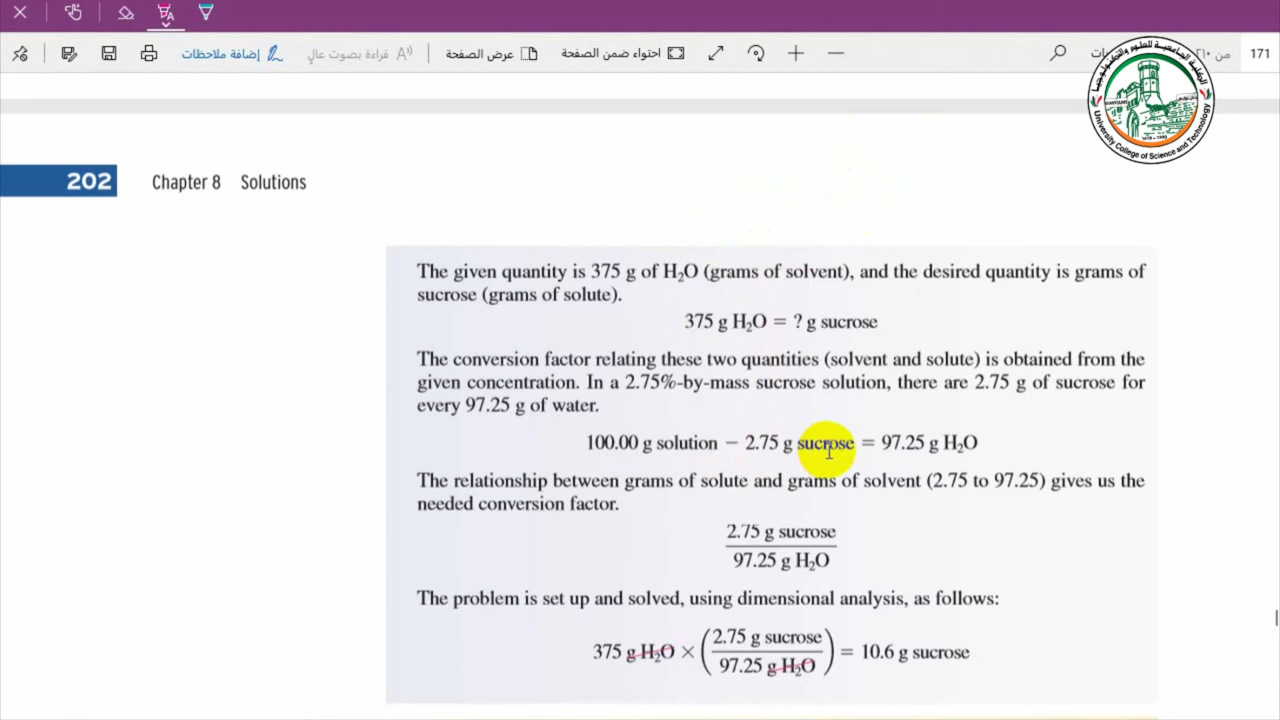 إضافة ملاحظات
قراءة بصوت عالٍ
عرض الصفحة
احتواء ضمن الصفحة
171
من
University College of Science and Technology
202
Chapter 8 Solutions
The given quantity is 375 g of H₂O (grams of solvent), and the desired quantity is grams of
sucrose (grams of solute).
375 g H₂O = ? g sucrose
The conversion factor relating these two quantities (solvent and solute) is obtained from the
given concentration. In a 2.75%-by-mass sucrose solution, there are 2.75 g of sucrose for
every 97.25 g of water.
100.00 g solution − 2.75 g sucrose = 97.25 g H₂O
The relationship between grams of solute and grams of solvent (2.75 to 97.25) gives us the
needed conversion factor.
2.75 g sucrose
97.25 g H₂O
The problem is set up and solved, using dimensional analysis, as follows:
375 g H₂O × (2.75 g sucrose / 97.25 g H₂O) = 10.6 g sucrose